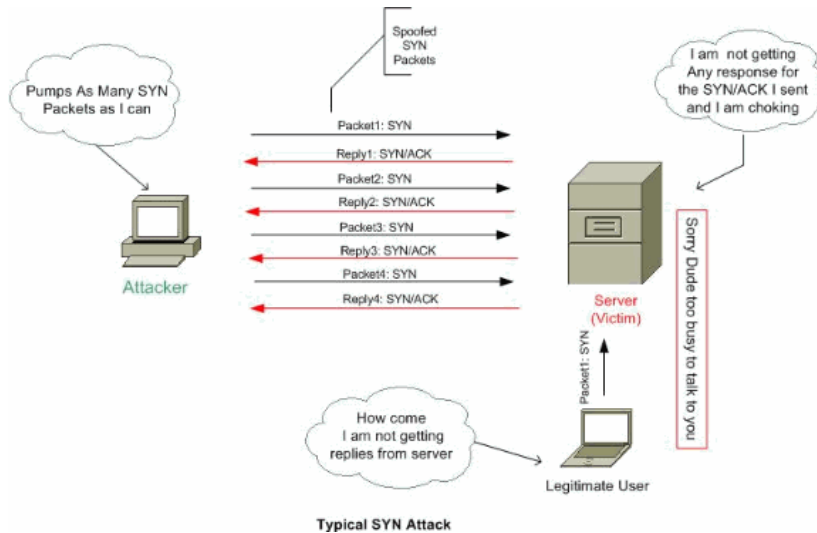 Spoofed
SYN
Packets
Pumps As Many SYN
Packets as I can
I am not getting
Any response for
the SYN/ACK I sent
and I am choking
Packet1: SYN
Reply1: SYN/ACK
Packet2: SYN
Reply2: SYN/ACK
Packet3: SYN
Reply3: SYN/ACK
Packet4: SYN
Reply4: SYN/ACK
Attacker
Server
(Victim)
Sorry Dude too busy to talk to you
Packet1: SYN
How come
I am not getting
replies from server
Legitimate User
Typical SYN Attack